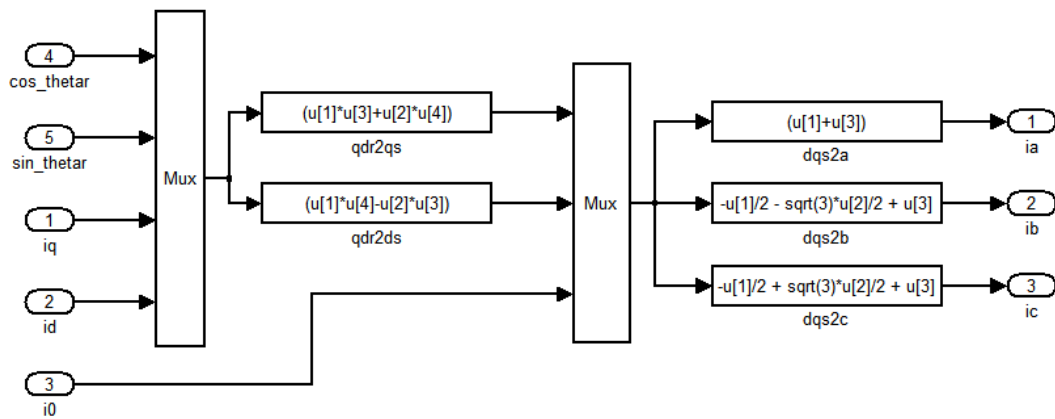 4
cos_thetar
5
sin_thetar
1
iq
2
id
3
i0
Mux
(u[1]*u[3]+u[2]*u[4])
qdr2qs
(u[1]*u[4]-u[2]*u[3])
qdr2ds
Mux
(u[1]+u[3])
dqs2a
-u[1]/2 - sqrt(3)*u[2]/2 + u[3]
dqs2b
-u[1]/2 + sqrt(3)*u[2]/2 + u[3]
dqs2c
1
ia
2
ib
3
ic